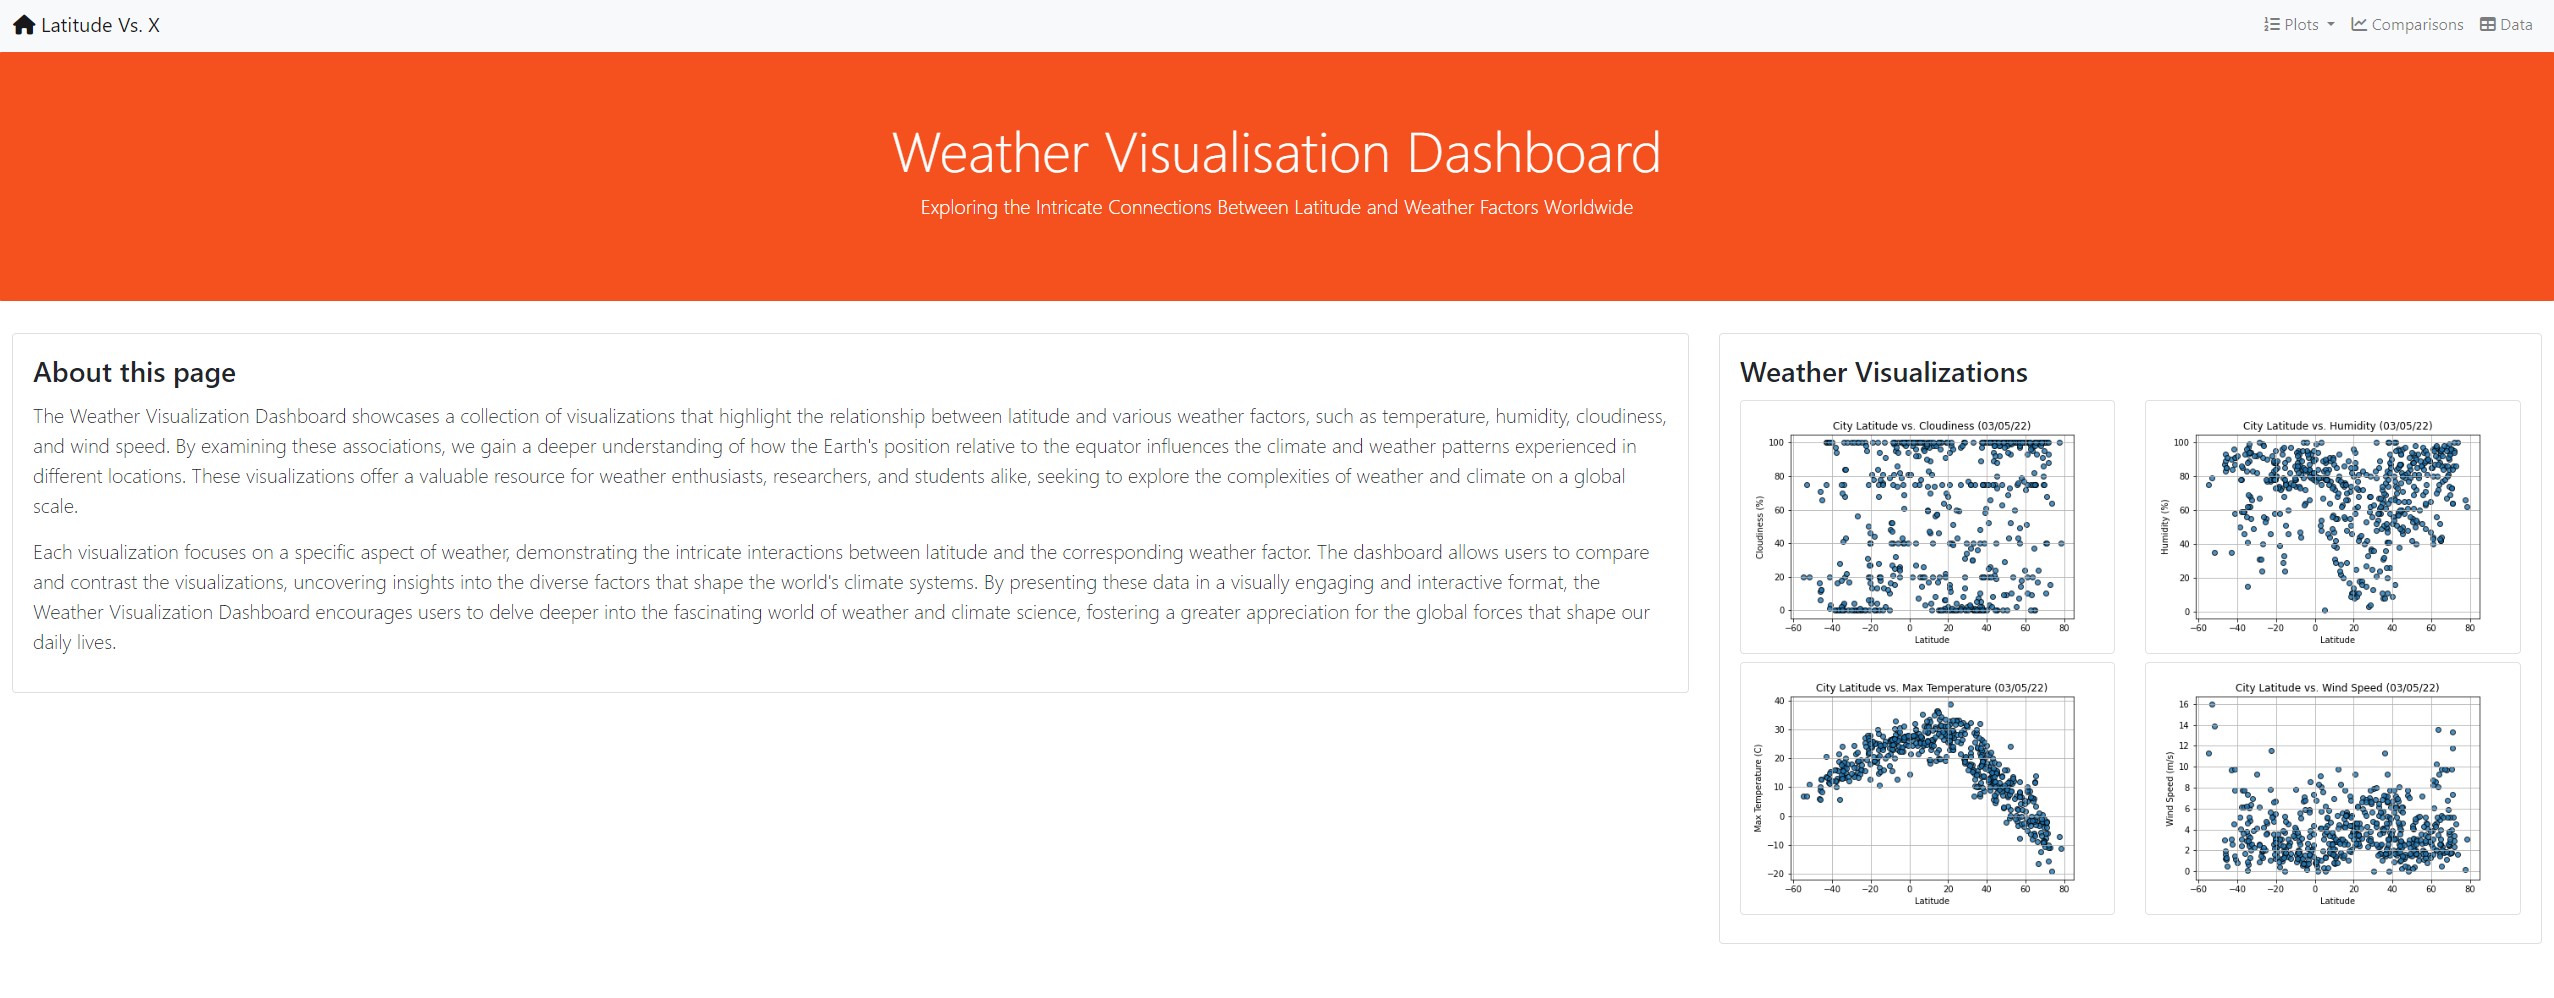 Latitude Vs. X
Plots
Comparisons
Data
Weather Visualisation Dashboard
Exploring the Intricate Connections Between Latitude and Weather Factors Worldwide
About this page
The Weather Visualization Dashboard showcases a collection of visualizations that highlight the relationship between latitude and various weather factors, such as temperature, humidity, cloudiness,
and wind speed. By examining these associations, we gain a deeper understanding of how the Earth's position relative to the equator influences the climate and weather patterns experienced in
different locations. These visualizations offer a valuable resource for weather enthusiasts, researchers, and students alike, seeking to explore the complexities of weather and climate on a global
scale.
Each visualization focuses on a specific aspect of weather, demonstrating the intricate interactions between latitude and the corresponding weather factor. The dashboard allows users to compare
and contrast the visualizations, uncovering insights into the diverse factors that shape the world's climate systems. By presenting these data in a visually engaging and interactive format, the
Weather Visualization Dashboard encourages users to delve deeper into the fascinating world of weather and climate science, fostering a greater appreciation for the global forces that shape our
daily lives.
Weather Visualizations
City Latitude vs. Cloudiness (03/05/22)
Cloudiness (%)
100
80
60
40
20
0
−60 −40 −20 0 20 40 60 80
Latitude
City Latitude vs. Humidity (03/05/22)
Humidity (%)
100
80
60
40
20
0
−60 −40 −20 0 20 40 60 80
Latitude
City Latitude vs. Max Temperature (03/05/22)
Max Temperature (C)
40
30
20
10
0
−10
−20
−60 −40 −20 0 20 40 60 80
Latitude
City Latitude vs. Wind Speed (03/05/22)
Wind Speed (m/s)
16
14
12
10
8
6
4
2
0
−60 −40 −20 0 20 40 60 80
Latitude